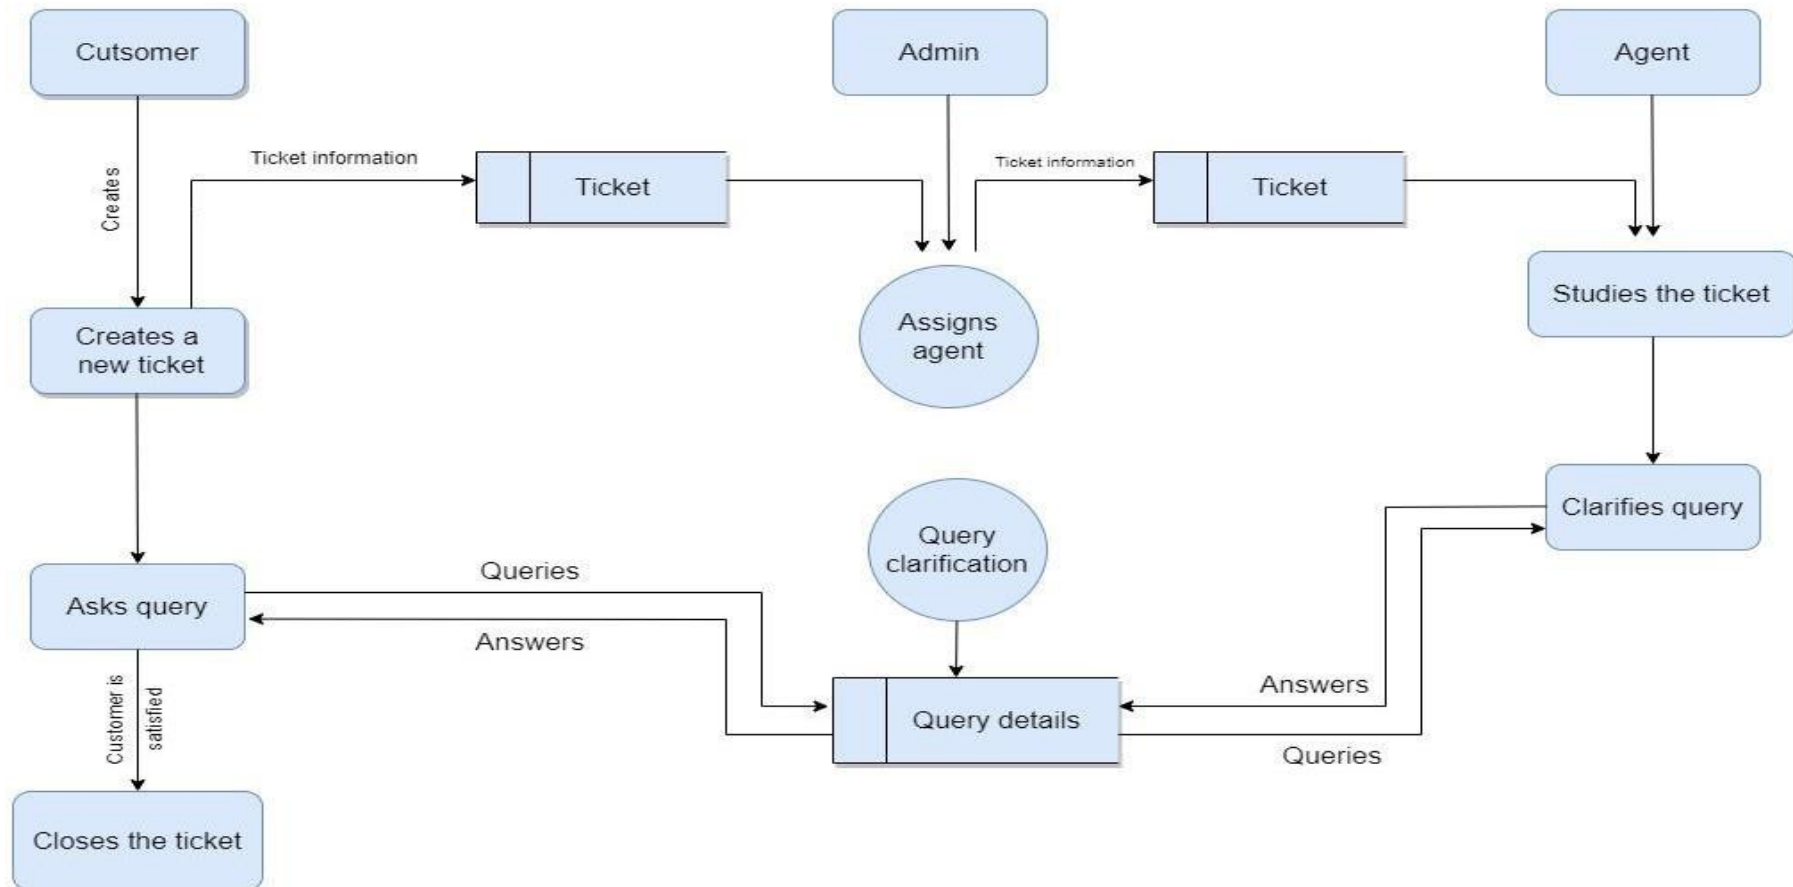 Cutsomer
Admin
Agent
Creates
Ticket information
Ticket
Ticket information
Ticket
Creates a
new ticket
Assigns
agent
Studies the ticket
Query
clarification
Clarifies query
Asks query
Queries
Answers
Customer is
satisfied
Query details
Answers
Queries
Closes the ticket